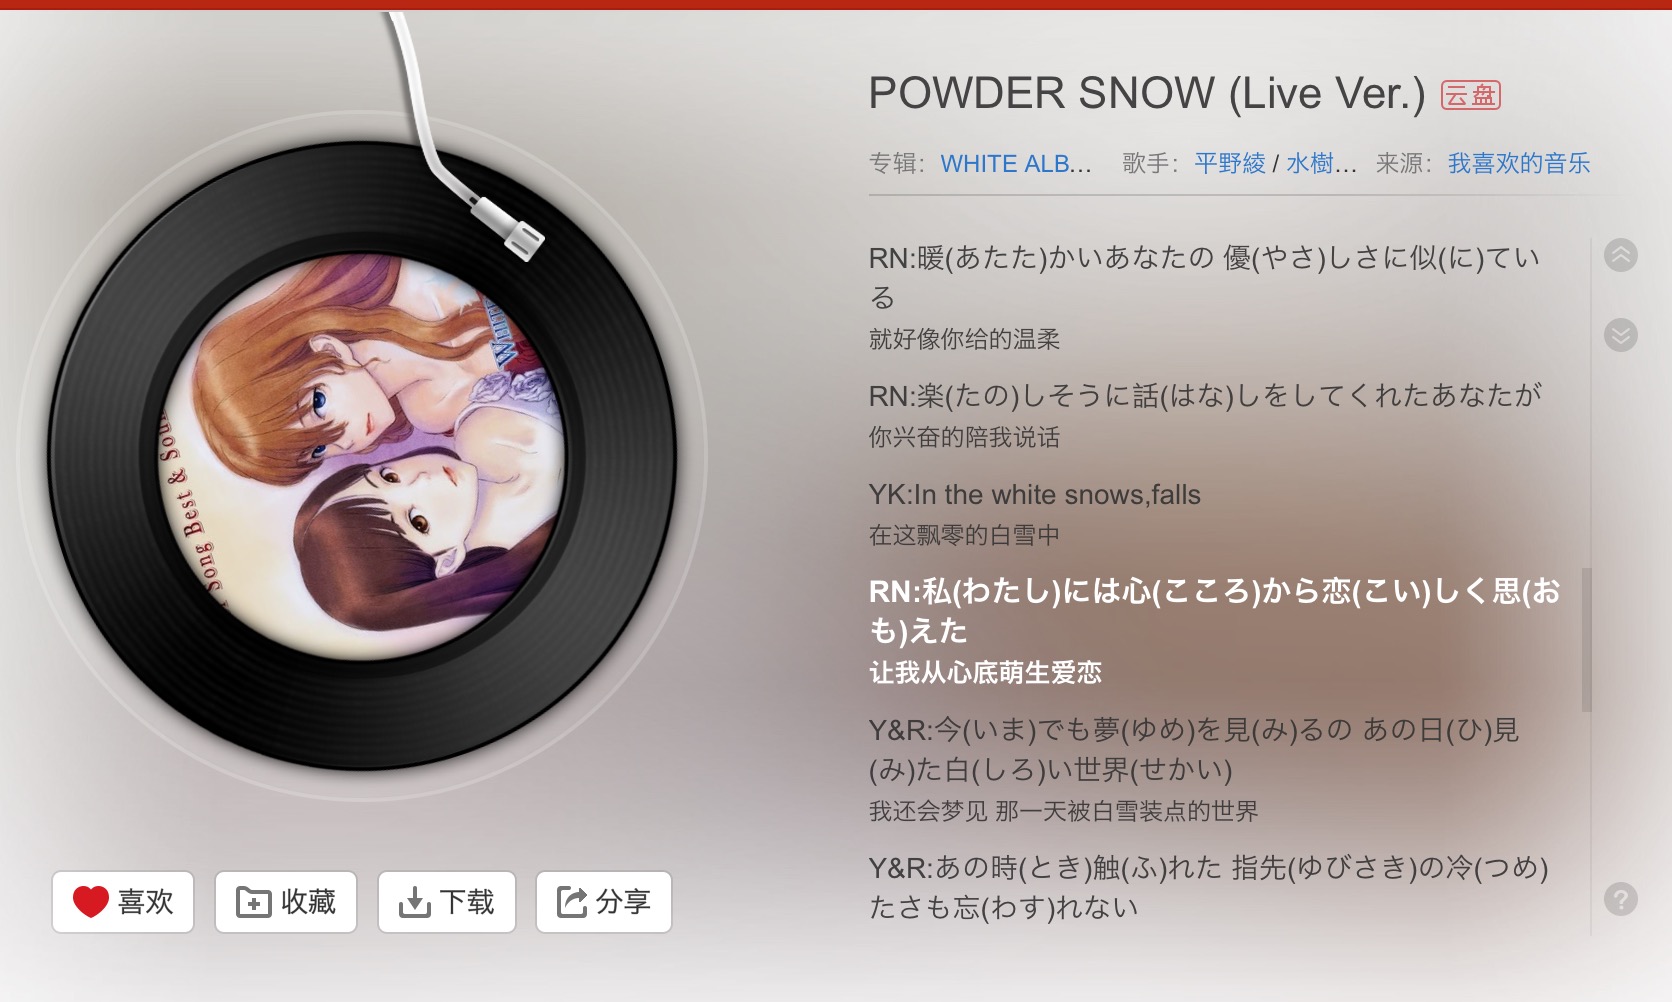 POWDER SNOW (Live Ver.) 云盘
专辑： WHITE ALB... 歌手： 平野綾 / 水樹... 来源： 我喜欢的音乐
RN:暖(あたた)かいあなたの 優(やさ)しさに似(に)てい
る
就好像你给的温柔
RN:楽(たの)しそうに話(はな)しをしてくれたあなたが
你兴奋的陪我说话
YK:In the white snows,falls
在这飘零的白雪中
RN:私(わたし)には心(こころ)から恋(こい)しく思(お
も)えた
让我从心底萌生爱恋
Y&R:今(いま)でも夢(ゆめ)を見(み)るの あの日(ひ)見
(み)た白(しろ)い世界(せかい)
我还会梦见 那一天被白雪装点的世界
Y&R:あの時(とき)触(ふ)れた 指先(ゆびさき)の冷(つめ)
たさも忘(わす)れない
Song Best & Soun
喜欢 收藏 下载 分享
?